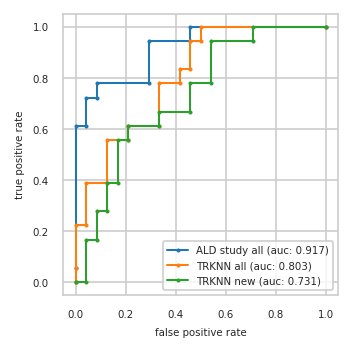 1.0
0.8
0.6
0.4
0.2
0.0
true positive rate
ALD study all (auc: 0.917)
TRKNN all (auc: 0.803)
TRKNN new (auc: 0.731)
0.0 0.2 0.4 0.6 0.8 1.0
false positive rate